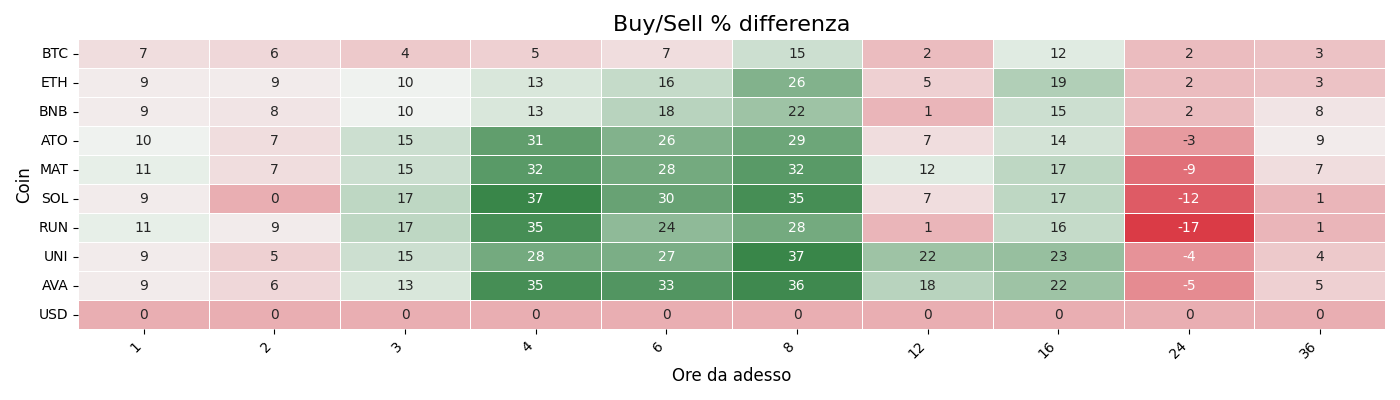 Buy/Sell % differenza
BTC 7 6 4 5 7 15 2 12 2 3
ETH 9 9 10 13 16 26 5 19 2 3
BNB 9 8 10 13 18 22 1 15 2 8
ATO 10 7 15 31 26 29 7 14 -3 9
MAT 11 7 15 32 28 32 12 17 -9 7
SOL 9 0 17 37 30 35 7 17 -12 1
RUN 11 9 17 35 24 28 1 16 -17 1
UNI 9 5 15 28 27 37 22 23 -4 4
AVA 9 6 13 35 33 36 18 22 -5 5
USD 0 0 0 0 0 0 0 0 0 0
1 2 3 4 6 8 12 16 24 36
Coin
Ore da adesso